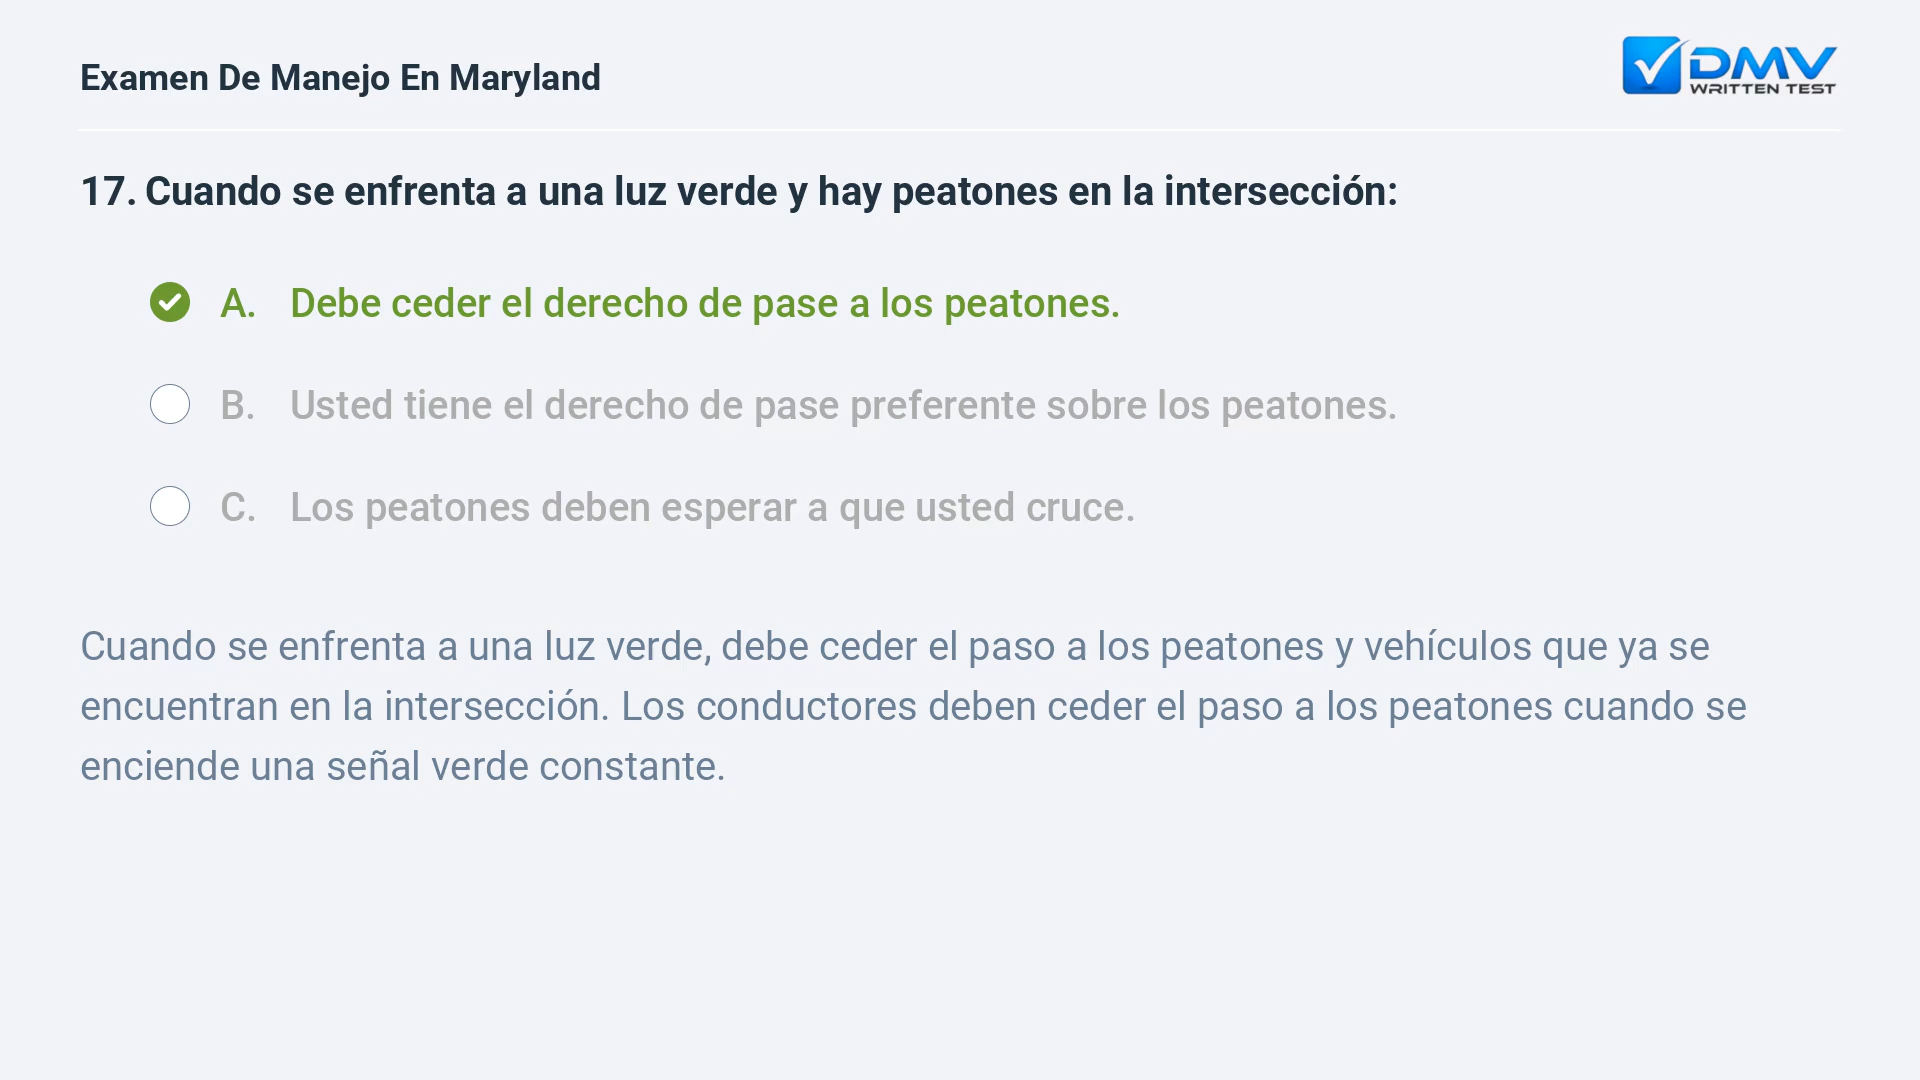 Examen De Manejo En Maryland
DMV
WRITTEN TEST
17. Cuando se enfrenta a una luz verde y hay peatones en la intersección:
A. Debe ceder el derecho de pase a los peatones.
B. Usted tiene el derecho de pase preferente sobre los peatones.
C. Los peatones deben esperar a que usted cruce.
Cuando se enfrenta a una luz verde, debe ceder el paso a los peatones y vehículos que ya se
encuentran en la intersección. Los conductores deben ceder el paso a los peatones cuando se
enciende una señal verde constante.